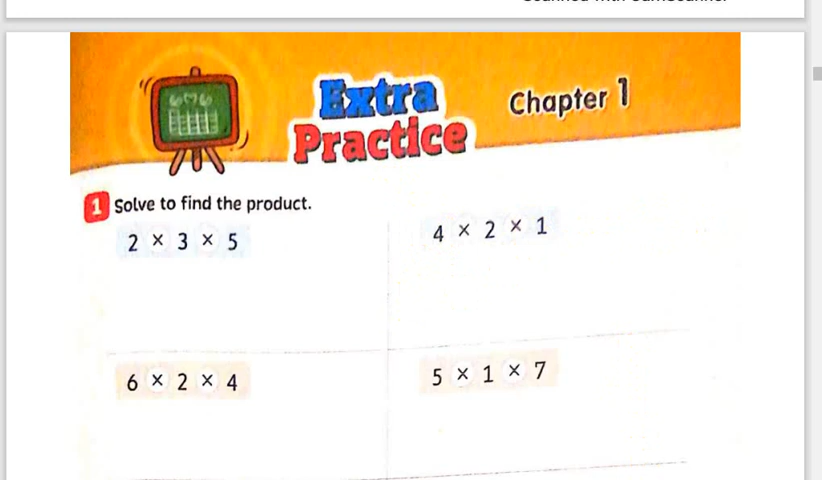 Extra
Practice
Chapter 1
1 Solve to find the product.
2 × 3 × 5
4 × 2 × 1
6 × 2 × 4
5 × 1 × 7